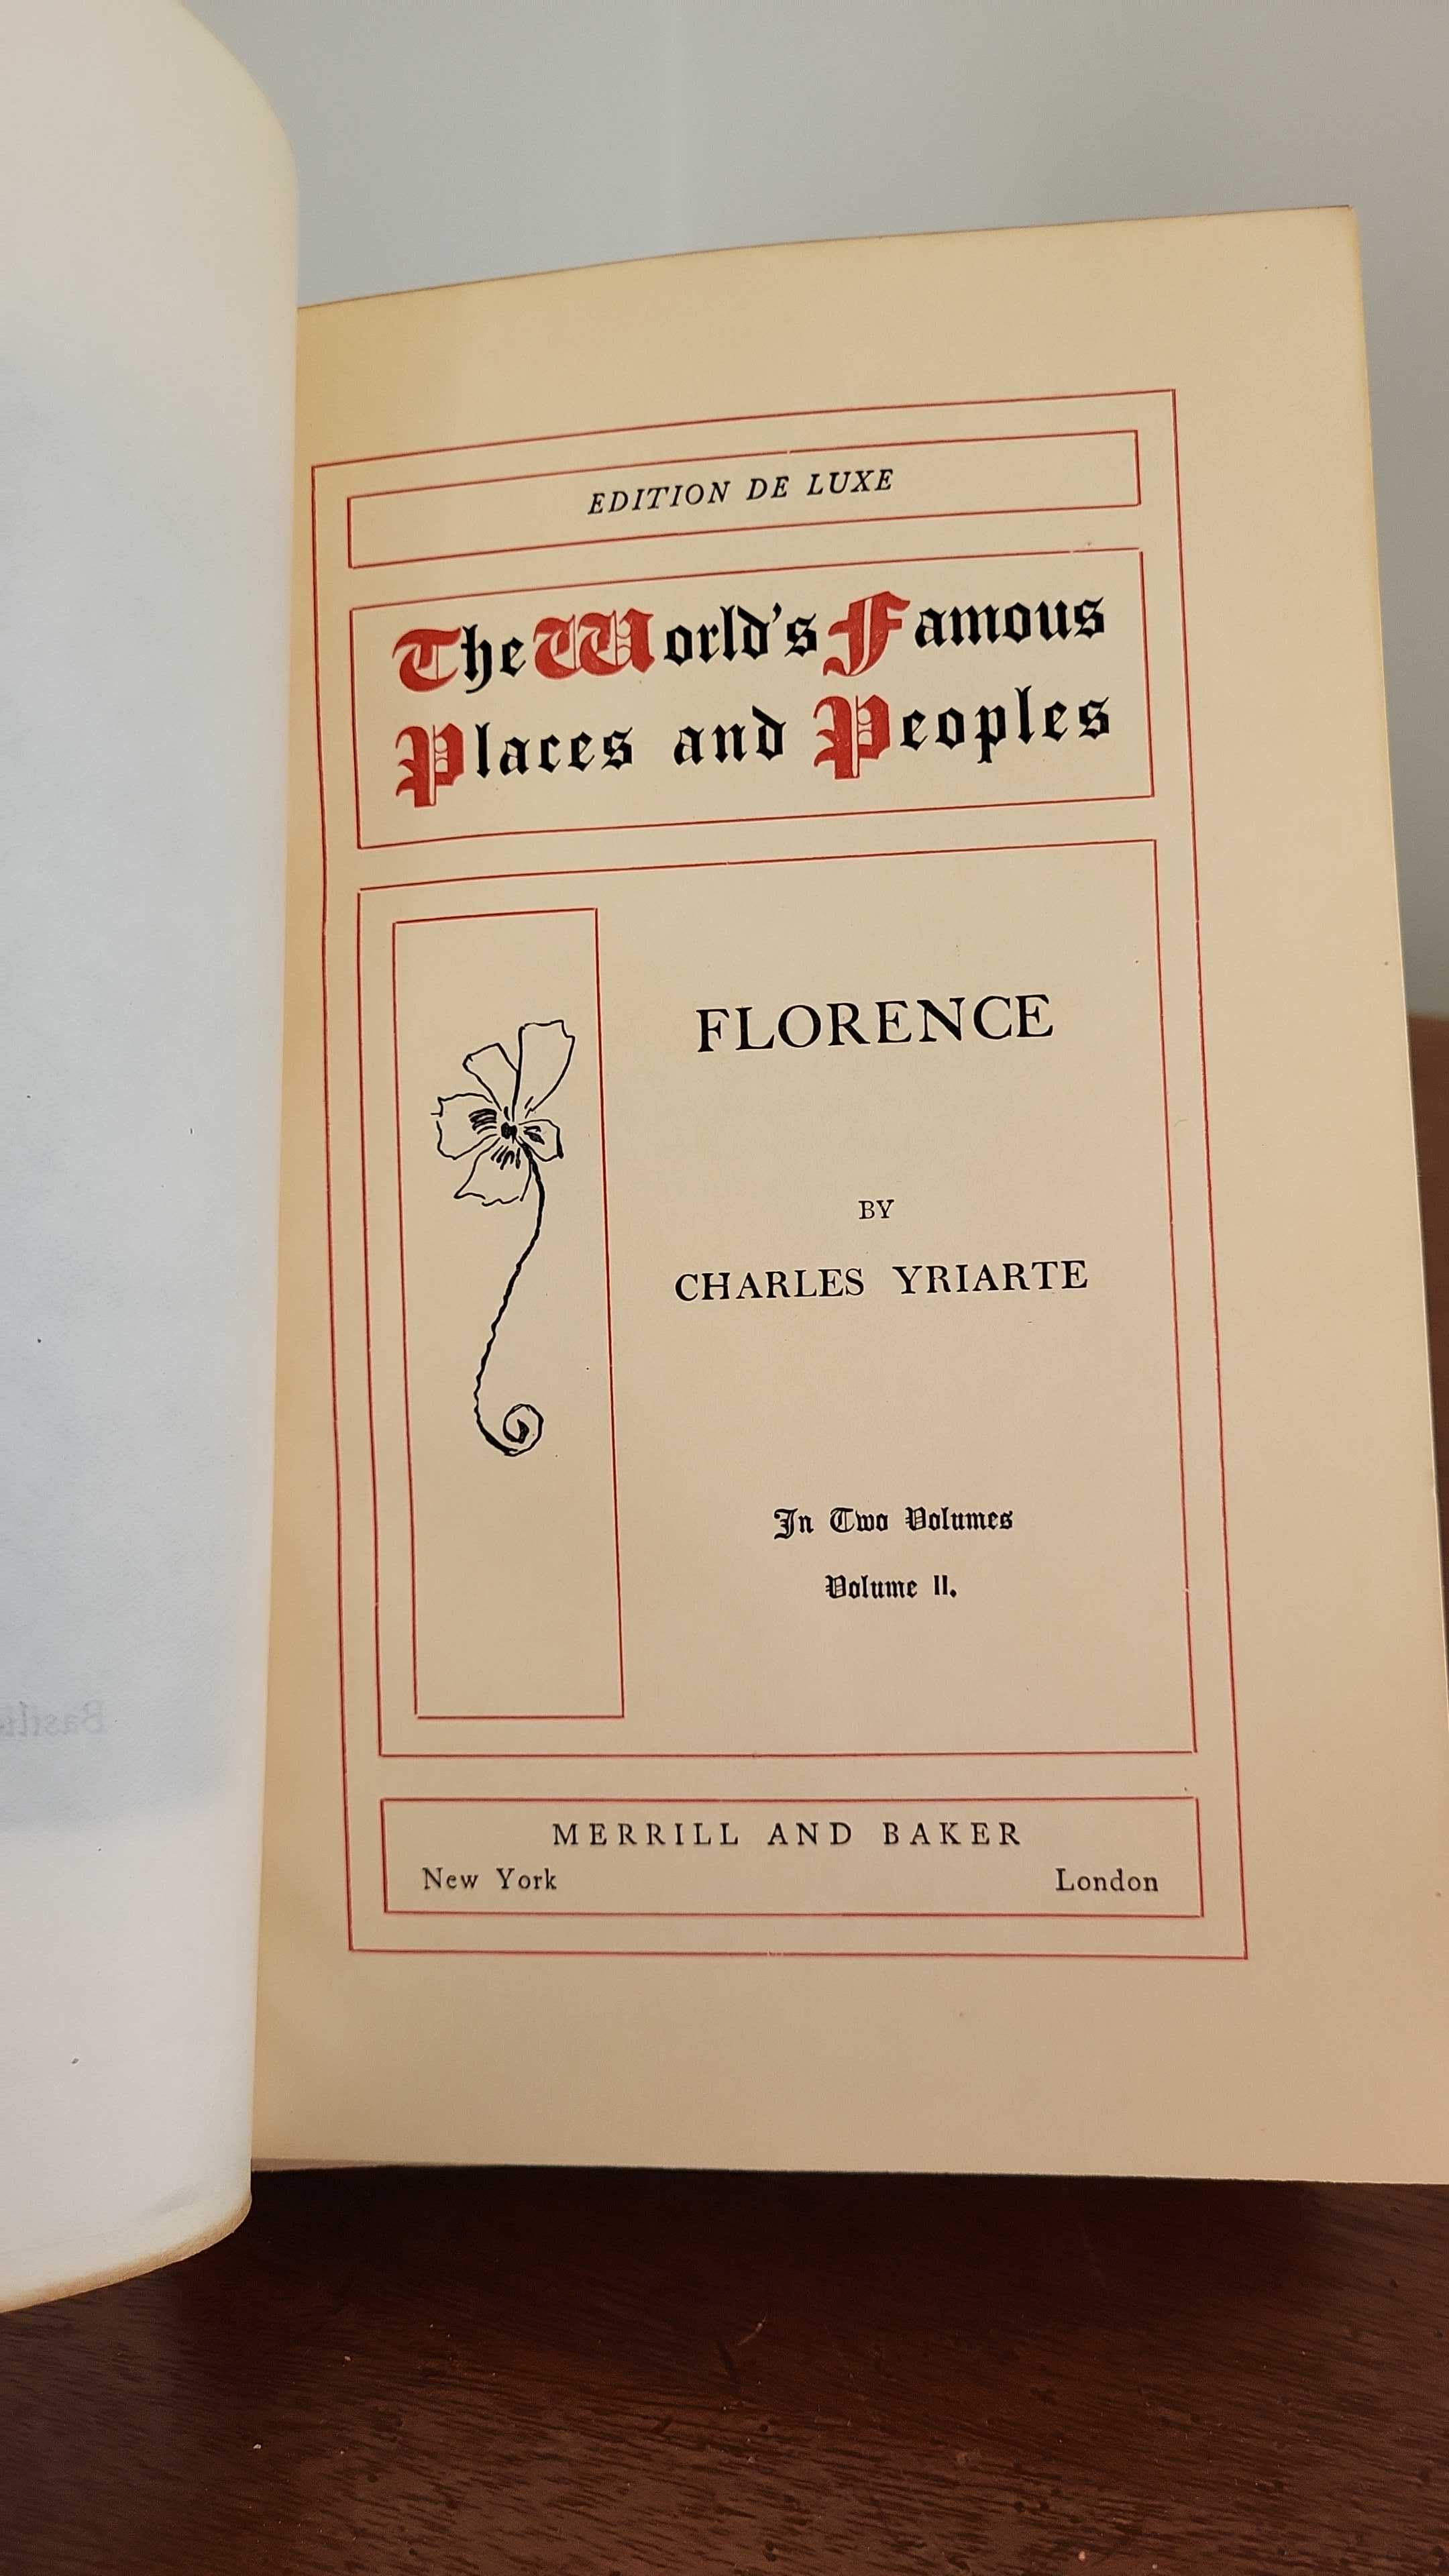 EDITION DE LUXE
The World's Famous
Places and Peoples
FLORENCE
BY
CHARLES YRIARTE
In Two Volumes
Volume II.
MERRILL AND BAKER
New York London